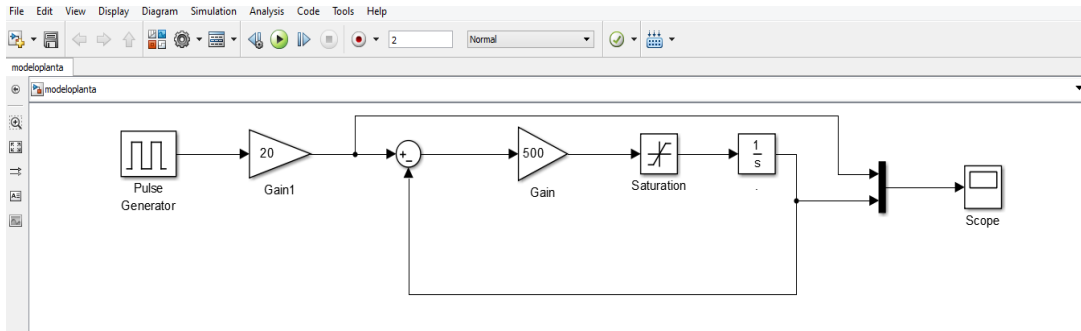 File Edit View Display Diagram Simulation Analysis Code Tools Help
2 Normal
modeloplanta
modeloplanta
Pulse
Generator
20
Gain1
+
-
500
Gain
Saturation
1
s
.
Scope